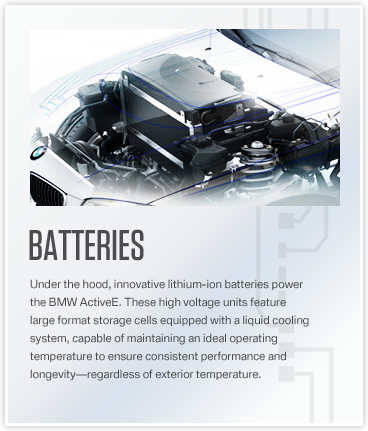 BATTERIES
Under the hood, innovative lithium-ion batteries power
the BMW ActiveE. These high voltage units feature
large format storage cells equipped with a liquid cooling
system, capable of maintaining an ideal operating
temperature to ensure consistent performance and
longevity—regardless of exterior temperature.